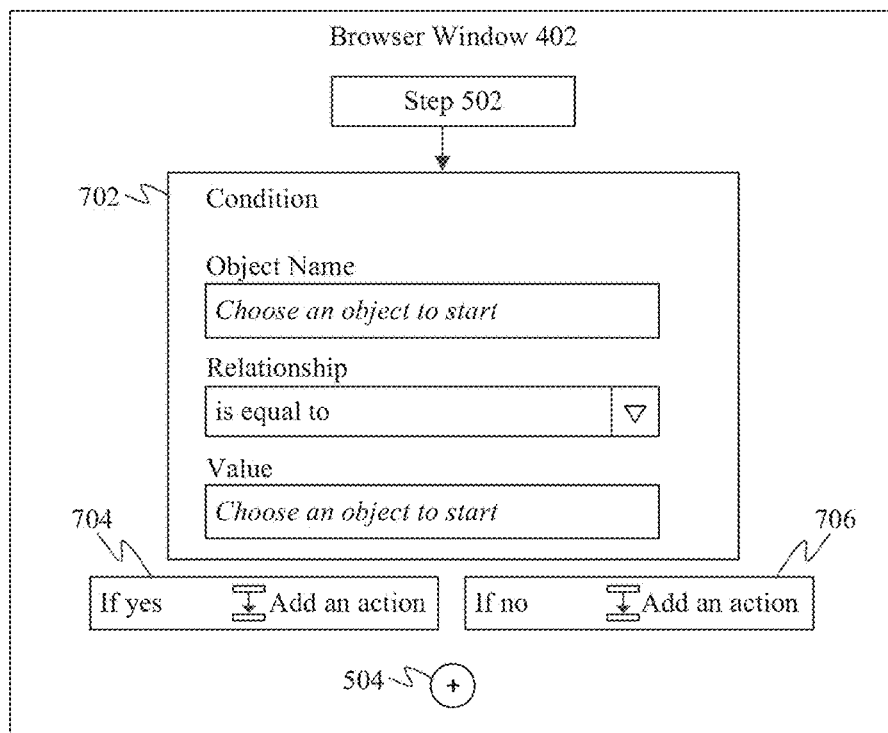 Browser Window 402
Step 502
702
Condition
Object Name
Choose an object to start
Relationship
is equal to
Value
Choose an object to start
704
706
If yes Add an action
If no Add an action
504 +